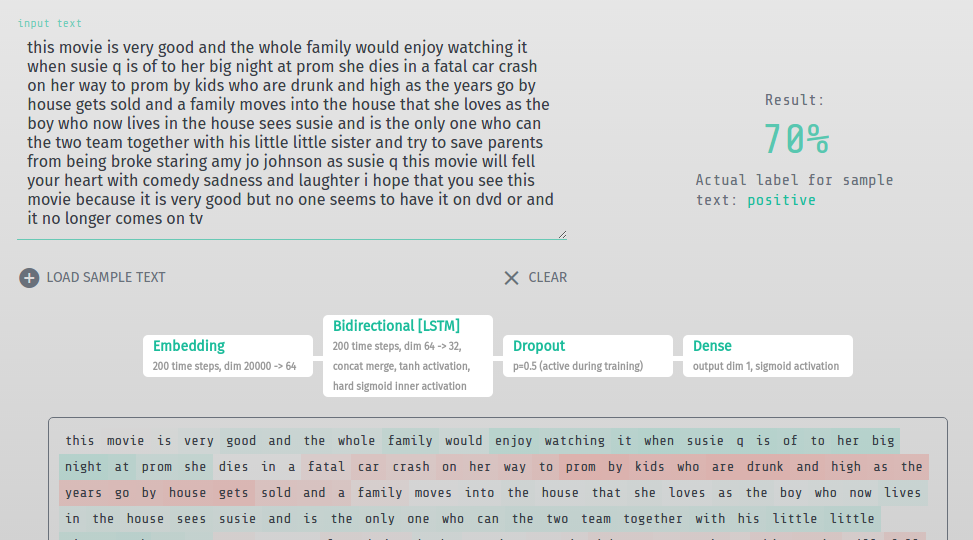 input text
this movie is very good and the whole family would enjoy watching it
when susie q is of to her big night at prom she dies in a fatal car crash
on her way to prom by kids who are drunk and high as the years go by
house gets sold and a family moves into the house that she loves as the
boy who now lives in the house sees susie and is the only one who can
the two team together with his little little sister and try to save parents
from being broke staring amy jo johnson as susie q this movie will fell
your heart with comedy sadness and laughter i hope that you see this
movie because it is very good but no one seems to have it on dvd or and
it no longer comes on tv
Result:
70%
Actual label for sample
text: positive
LOAD SAMPLE TEXT
CLEAR
Embedding
200 time steps, dim 20000 -> 64
Bidirectional [LSTM]
200 time steps, dim 64 -> 32,
concat merge, tanh activation,
hard sigmoid inner activation
Dropout
p=0.5 (active during training)
Dense
output dim 1, sigmoid activation
this movie is very good and the whole family would enjoy watching it when susie q is of to her big
night at prom she dies in a fatal car crash on her way to prom by kids who are drunk and high as the
years go by house gets sold and a family moves into the house that she loves as the boy who now lives
in the house sees susie and is the only one who can the two team together with his little little